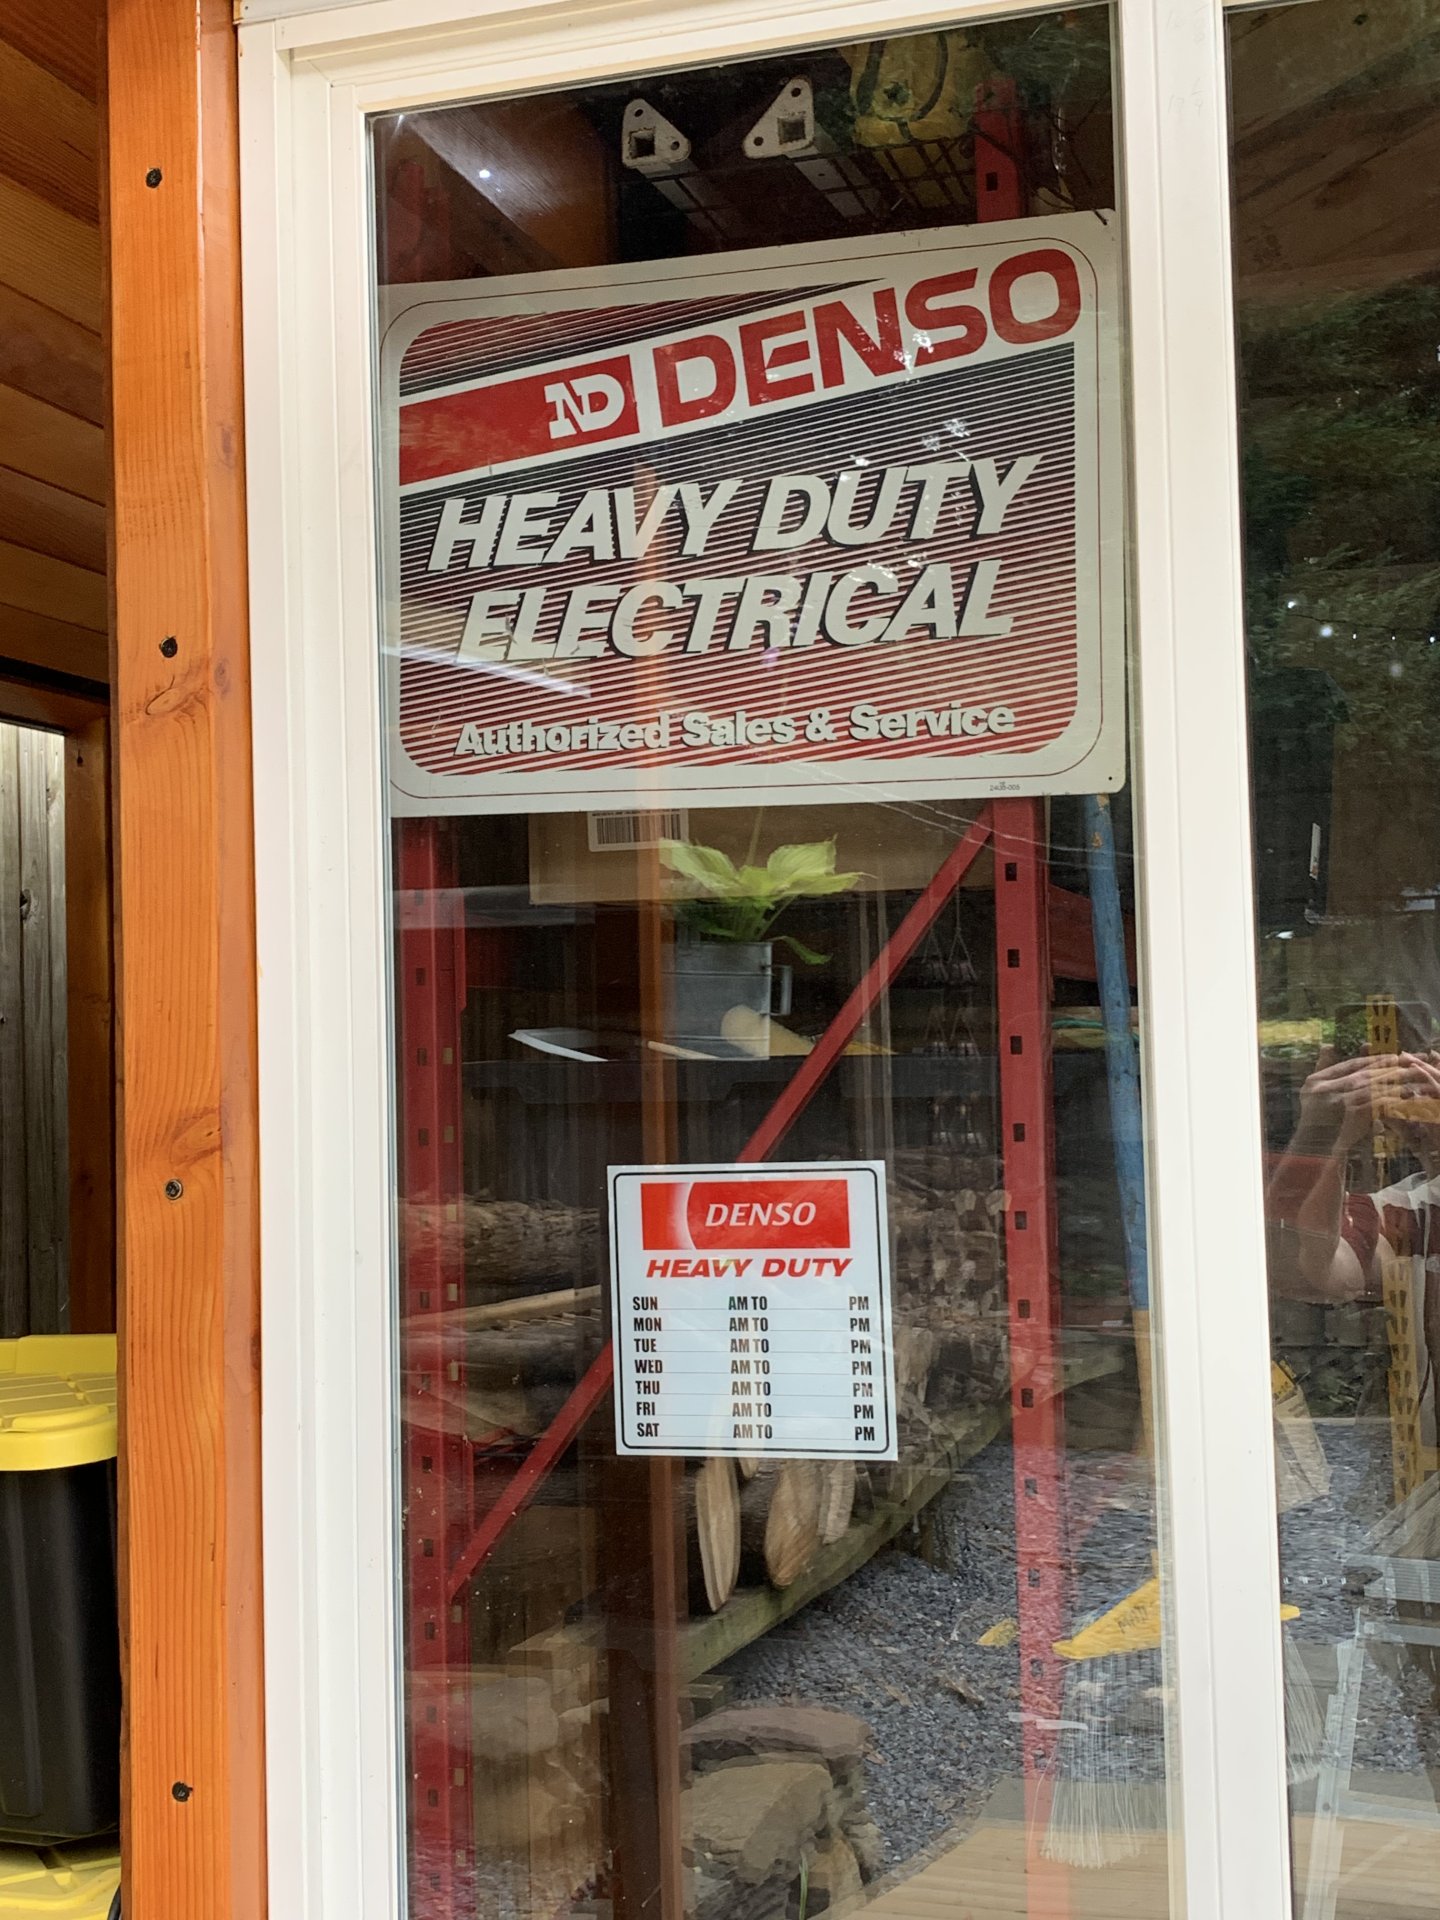 ND DENSO
HEAVY DUTY
ELECTRICAL
Authorized Sales & Service
DENSO
HEAVY DUTY
SUN AM TO PM
MON AM TO PM
TUE AM TO PM
WED AM TO PM
THU AM TO PM
FRI AM TO PM
SAT AM TO PM